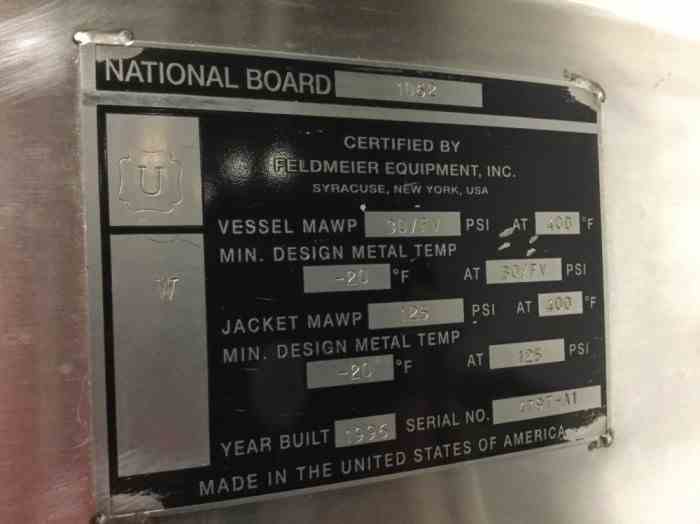 NATIONAL BOARD 1562
U
W
CERTIFIED BY
FELDMEIER EQUIPMENT, INC.
SYRACUSE, NEW YORK, USA
VESSEL MAWP 30/FV PSI AT 400 °F
MIN. DESIGN METAL TEMP
-20 °F AT 30/FV PSI
JACKET MAWP 125 PSI AT 400 °F
MIN. DESIGN METAL TEMP
-20 °F AT 125 PSI
YEAR BUILT SERIAL NO.
MADE IN THE UNITED STATES OF AMERICA